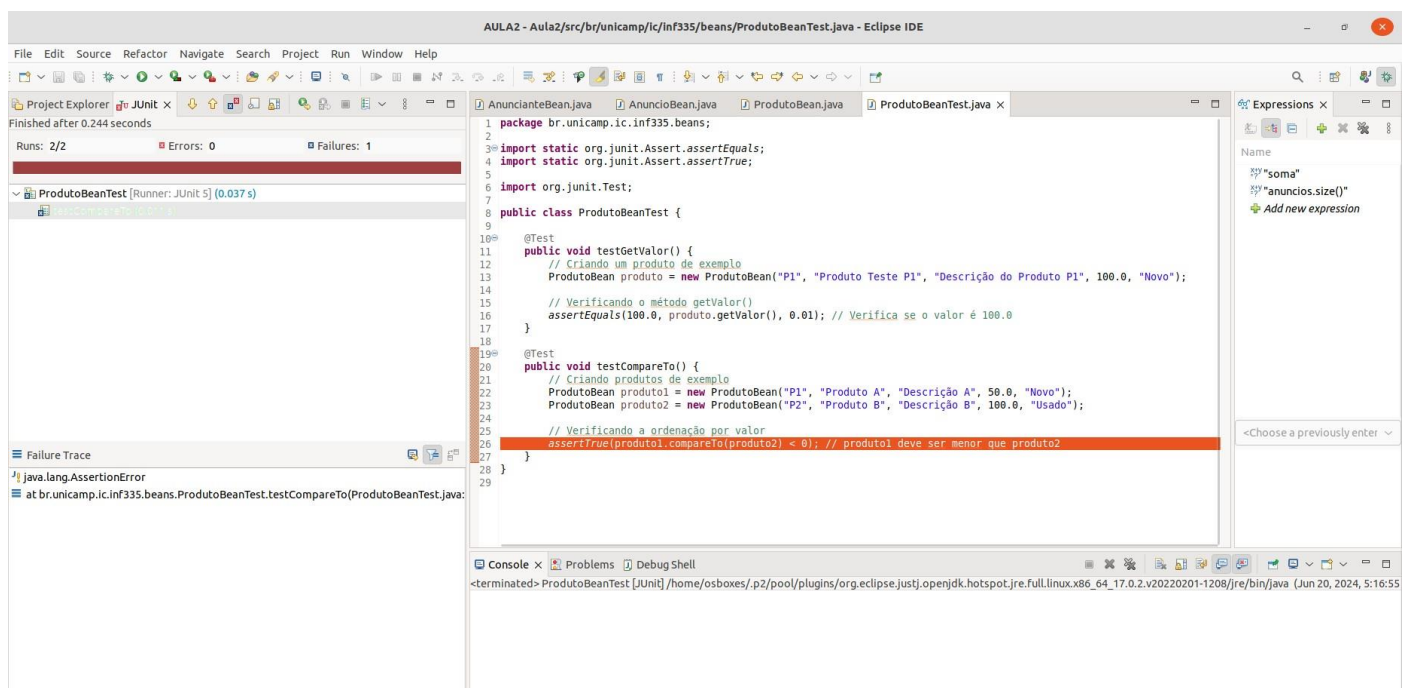 AULA2 - Aula2/src/br/unicamp/ic/inf335/beans/ProdutoBeanTest.java - Eclipse IDE
File Edit Source Refactor Navigate Search Project Run Window Help
Project Explorer JUnit
Finished after 0.244 seconds
Runs: 2/2 Errors: 0 Failures: 1
ProdutoBeanTest [Runner: JUnit 5] (0.037 s)
Failure Trace
java.lang.AssertionError
at br.unicamp.ic.inf335.beans.ProdutoBeanTest.testCompareTo(ProdutoBeanTest.java:
AnuncianteBean.java AnuncioBean.java ProdutoBean.java ProdutoBeanTest.java
1 package br.unicamp.ic.inf335.beans;
2
3 import static org.junit.Assert.assertEquals;
4 import static org.junit.Assert.assertTrue;
5
6 import org.junit.Test;
7
8 public class ProdutoBeanTest {
9
10 @Test
11 public void testGetValor() {
12 // Criando um produto de exemplo
13 ProdutoBean produto = new ProdutoBean("P1", "Produto Teste P1", "Descrição do Produto P1", 100.0, "Novo");
14
15 // Verificando o método getValor()
16 assertEquals(100.0, produto.getValor(), 0.01); // Verifica se o valor é 100.0
17 }
18
19 @Test
20 public void testCompareTo() {
21 // Criando produtos de exemplo
22 ProdutoBean produto1 = new ProdutoBean("P1", "Produto A", "Descrição A", 50.0, "Novo");
23 ProdutoBean produto2 = new ProdutoBean("P2", "Produto B", "Descrição B", 100.0, "Usado");
24
25 // Verificando a ordenação por valor
26 assertTrue(produto1.compareTo(produto2) < 0); // produto1 deve ser menor que produto2
27 }
28 }
29
Expressions
Name
"soma"
"anuncios.size()"
Add new expression
<Choose a previously enter
Console Problems Debug Shell
<terminated> ProdutoBeanTest [JUnit] /home/osboxes/.p2/pool/plugins/org.eclipse.justj.openjdk.hotspot.jre.full.linux.x86_64_17.0.2.v20220201-1208/jre/bin/java (Jun 20, 2024, 5:16:55